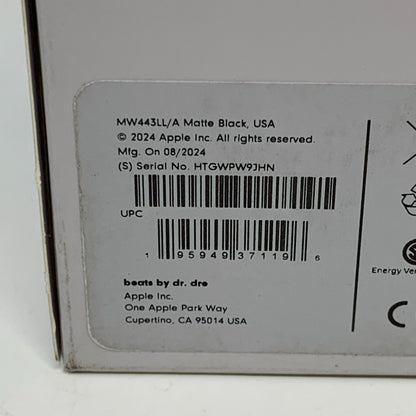 MW443LL/A Matte Black, USA
© 2024 Apple Inc. All rights reserved.
Mfg. On 08/2024
(S) Serial No. HTGWPW9JHN
UPC
1 95949 37119 6
beats by dr. dre
Apple Inc.
One Apple Park Way
Cupertino, CA 95014 USA
Energy Ver